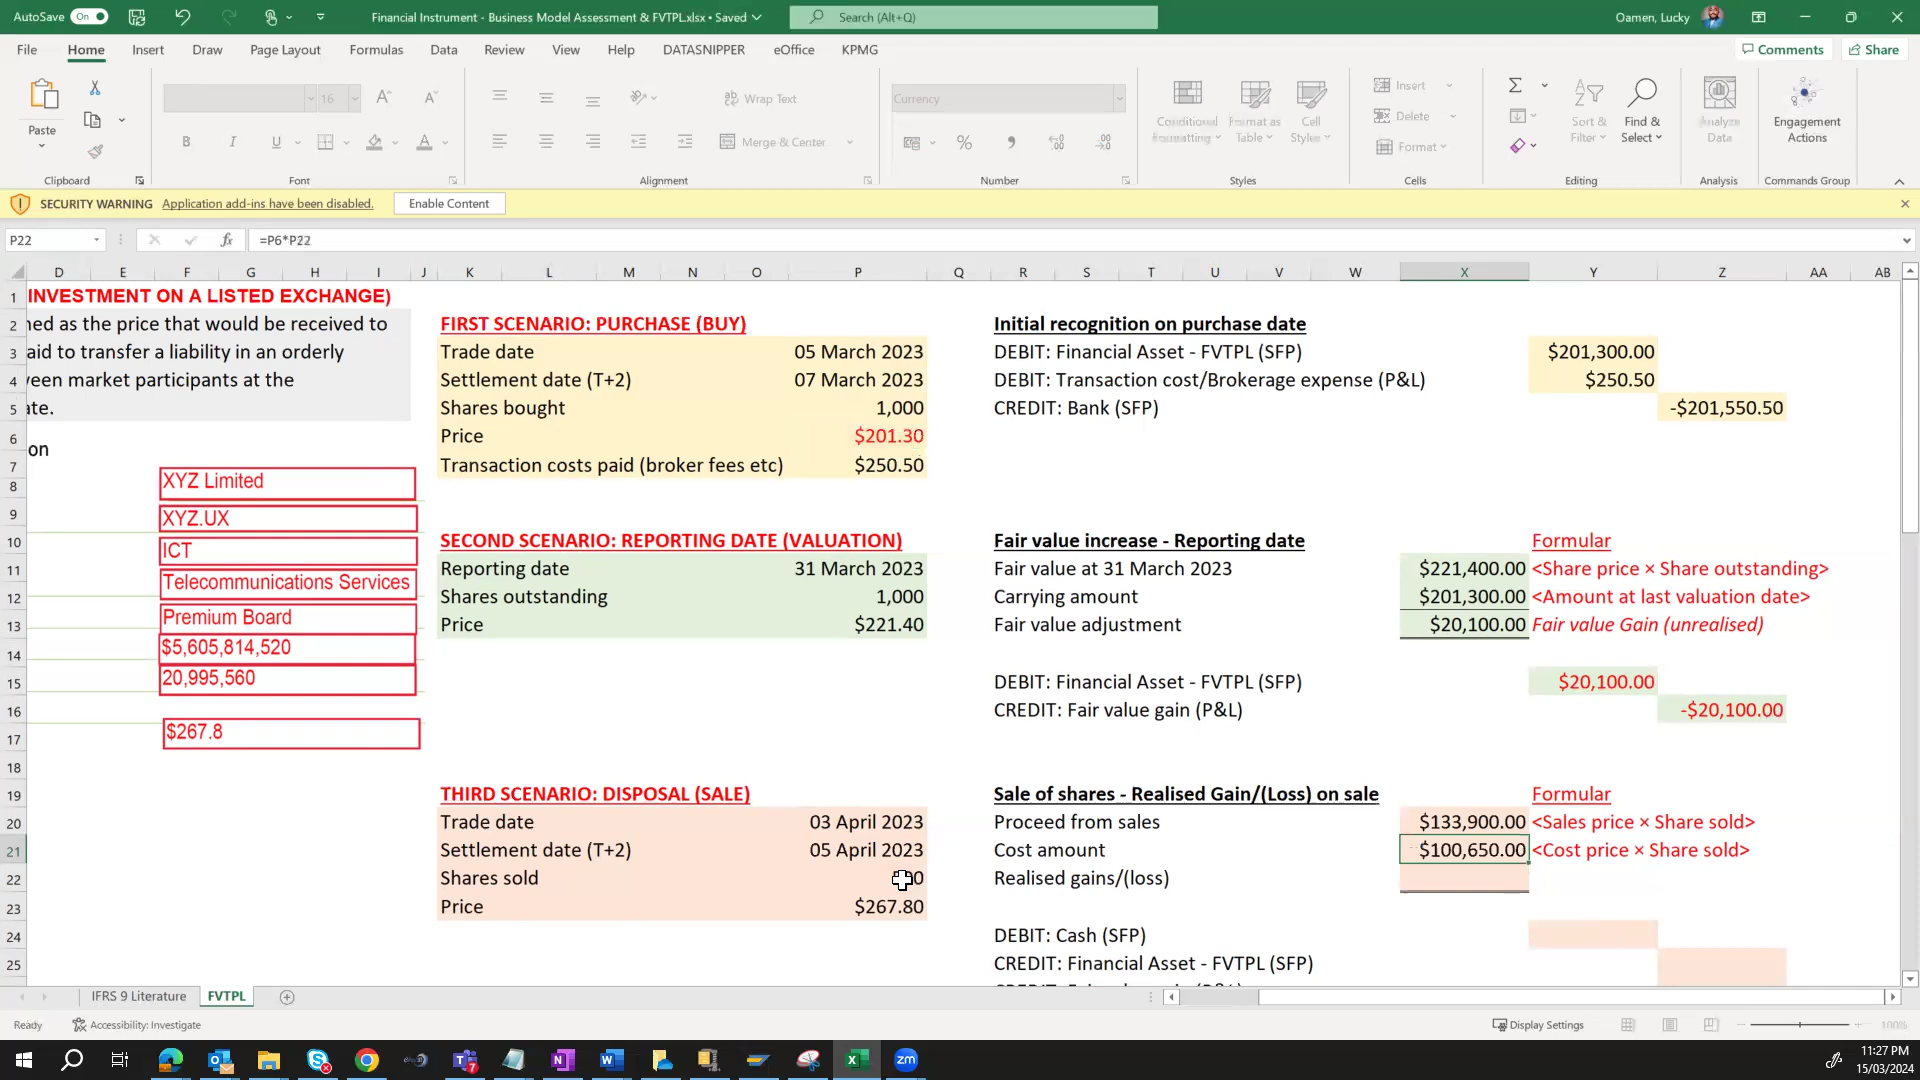 AutoSave On
Financial Instrument - Business Model Assessment & FVTPL.xlsx • Saved
Search (Alt+Q)
Oamen, Lucky
File Home Insert Draw Page Layout Formulas Data Review View Help DATASNIPPER eOffice KPMG Comments Share
Paste
16
Wrap Text
Merge & Center
Currency
Conditional Formatting
Format as Table
Cell Styles
Insert
Delete
Format
Sort & Filter
Find & Select
Analyze Data
Engagement Actions
Clipboard Font Alignment Number Styles Cells Editing Analysis Commands Group
SECURITY WARNING Application add-ins have been disabled. Enable Content
P22 fx =P6*P22
D E F G H I J K L M N O P Q R S T U V W X Y Z AA AB
1 INVESTMENT ON A LISTED EXCHANGE)
2 ned as the price that would be received to FIRST SCENARIO: PURCHASE (BUY) Initial recognition on purchase date
3 aid to transfer a liability in an orderly Trade date 05 March 2023 DEBIT: Financial Asset - FVTPL (SFP) $201,300.00
4 veen market participants at the Settlement date (T+2) 07 March 2023 DEBIT: Transaction cost/Brokerage expense (P&L) $250.50
5 ate. Shares bought 1,000 CREDIT: Bank (SFP) -$201,550.50
6 on Price $201.30
7 Transaction costs paid (broker fees etc) $250.50
8 XYZ Limited
9 XYZ.UX
10 ICT SECOND SCENARIO: REPORTING DATE (VALUATION) Fair value increase - Reporting date Formular
11 Telecommunications Services Reporting date 31 March 2023 Fair value at 31 March 2023 $221,400.00 <Share price × Share outstanding>
12 Premium Board Shares outstanding 1,000 Carrying amount $201,300.00 <Amount at last valuation date>
13 $5,605,814,520 Price $221.40 Fair value adjustment $20,100.00 Fair value Gain (unrealised)
14
15 20,995,560 DEBIT: Financial Asset - FVTPL (SFP) $20,100.00
16 CREDIT: Fair value gain (P&L) -$20,100.00
17 $267.8
18
19 THIRD SCENARIO: DISPOSAL (SALE) Sale of shares - Realised Gain/(Loss) on sale Formular
20 Trade date 03 April 2023 Proceed from sales $133,900.00 <Sales price × Share sold>
21 Settlement date (T+2) 05 April 2023 Cost amount $100,650.00 <Cost price × Share sold>
22 Shares sold Realised gains/(loss)
23 Price $267.80
24 DEBIT: Cash (SFP)
25 CREDIT: Financial Asset - FVTPL (SFP)
IFRS 9 Literature FVTPL
Ready Accessibility: Investigate Display Settings 100%
11:27 PM
15/03/2024